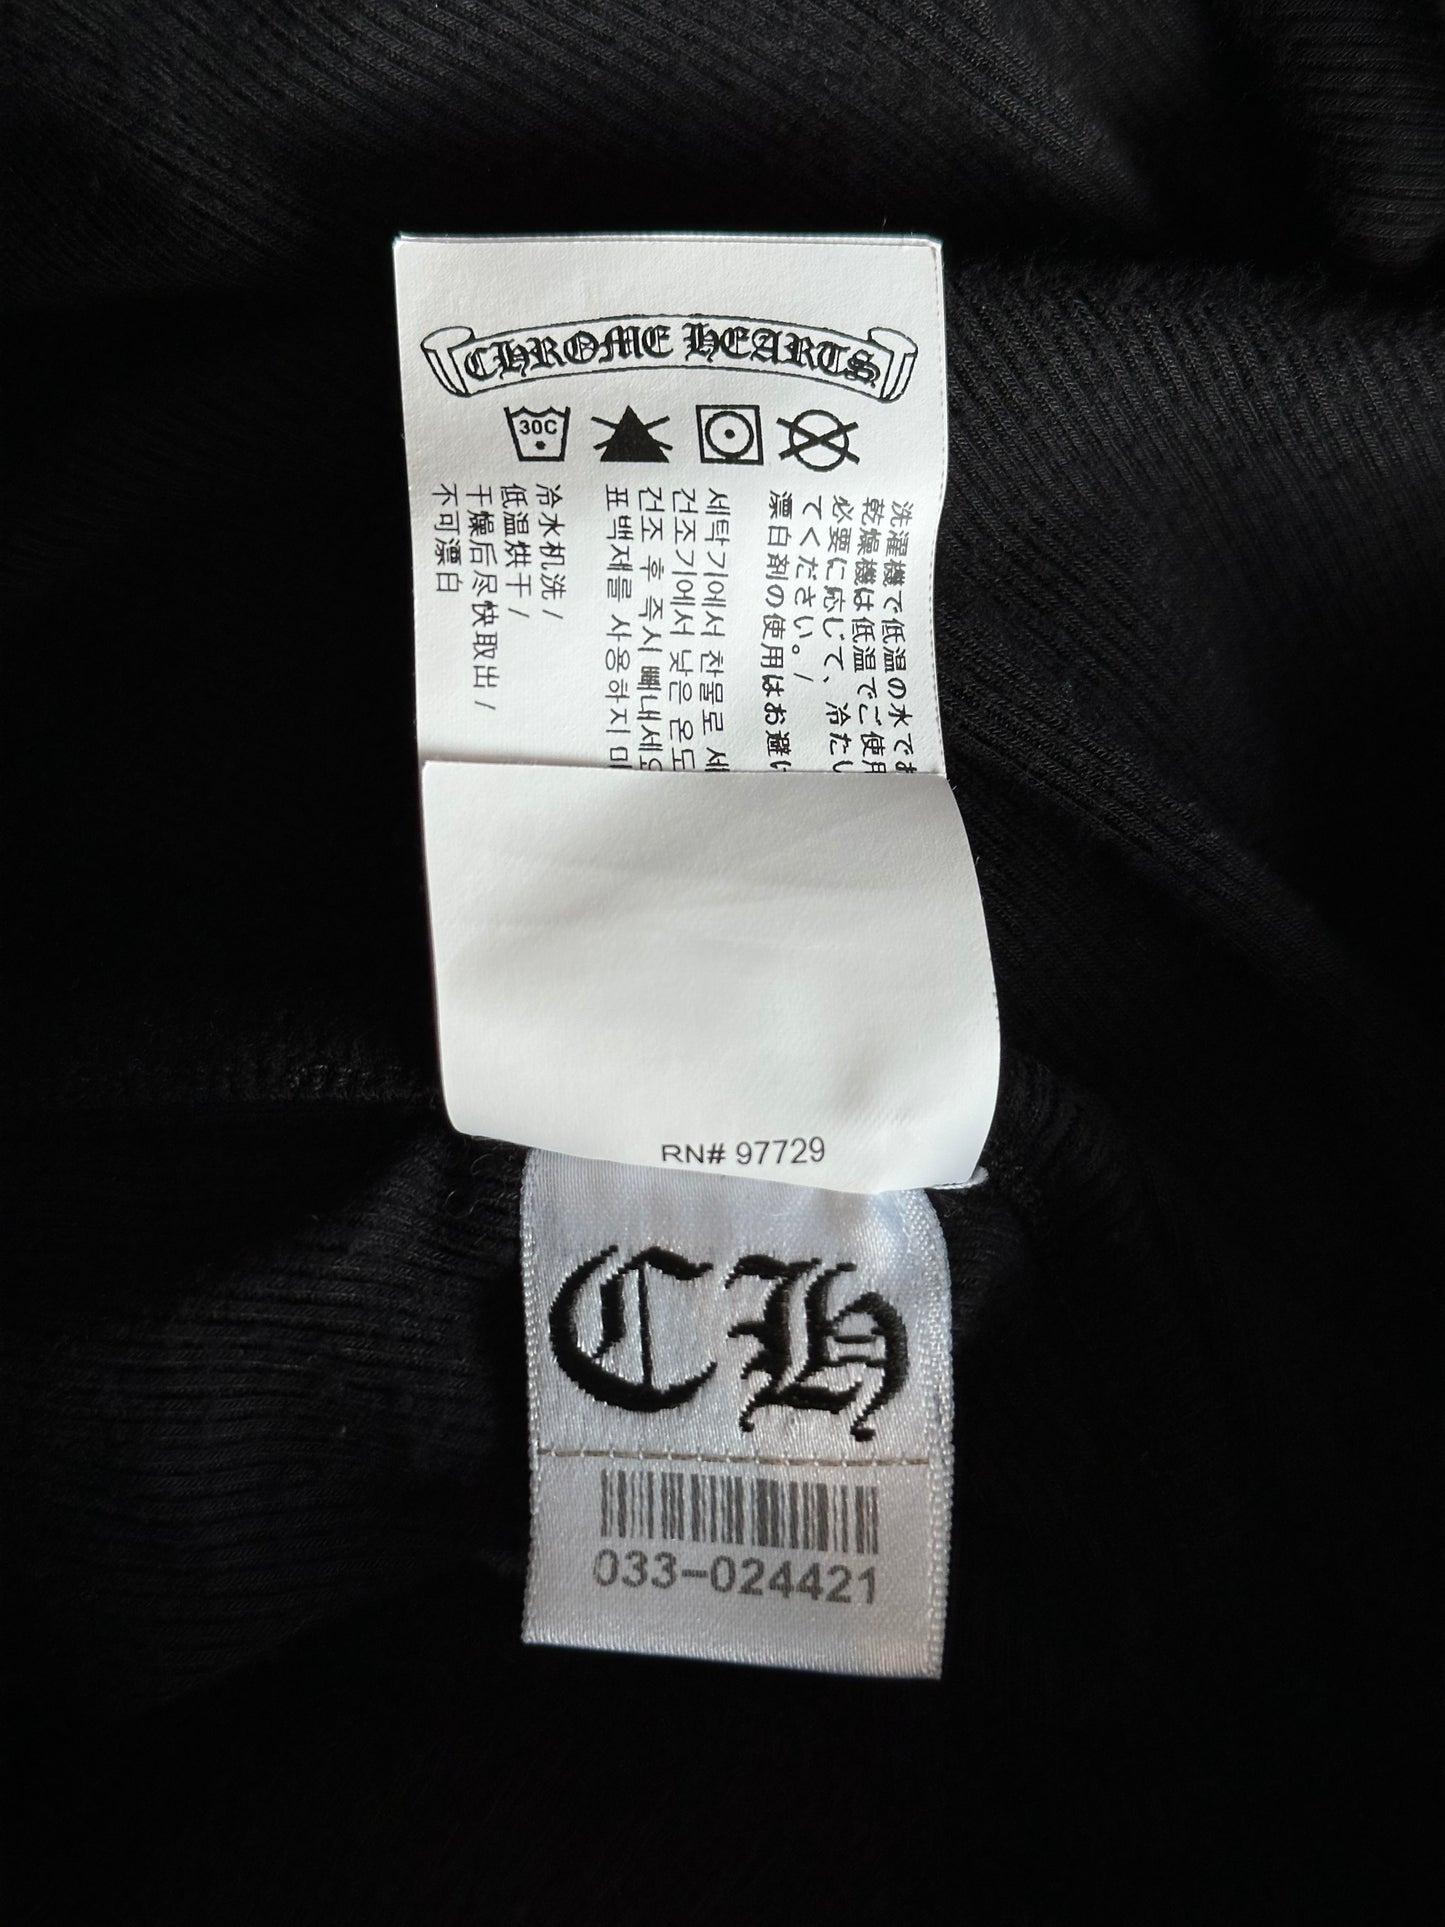 CHROME HEARTS
30C
洗濯機で低温の水でお
乾燥機は低温でご使用
必要に応じて、冷たし
てください。/
漂白剤の使用はお避け
세탁기에서 찬물로 세
건조기에서 낮은 온도
건조 후 즉시 빼내세요
표백제를 사용하지 마
冷水机洗/
低温烘干/
干燥后尽快取出/
不可漂白
RN# 97729
CH
033-024421